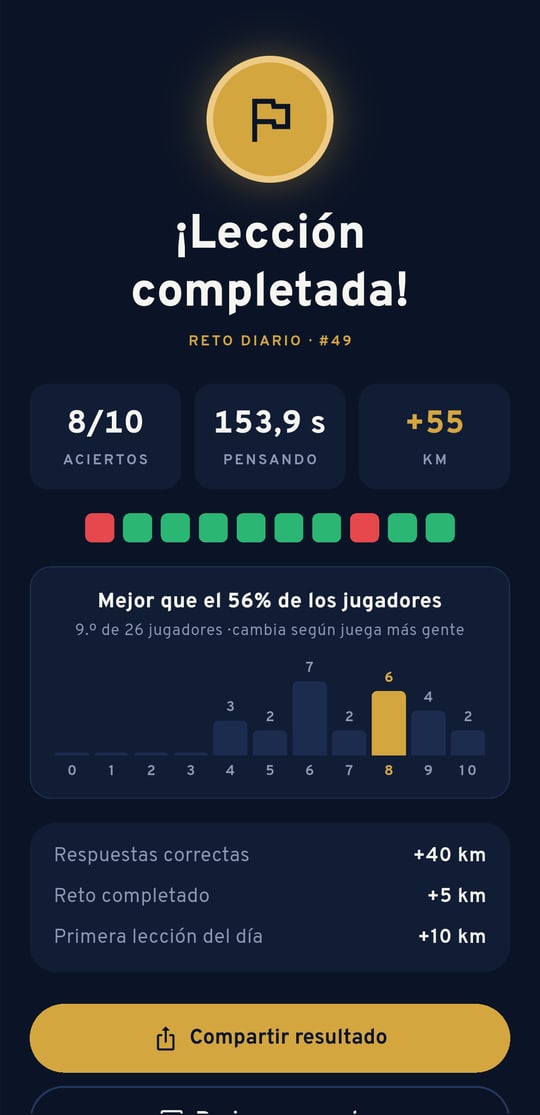 ¡Lección
completada!
RETO DIARIO · #49
8/10 153,9 s +55
ACIERTOS PENSANDO KM
Mejor que el 56% de los jugadores
9.º de 26 jugadores ·cambia según juega más gente
3 2 7 2 6 4 2
0 1 2 3 4 5 6 7 8 9 10
Respuestas correctas +40 km
Reto completado +5 km
Primera lección del día +10 km
Compartir resultado